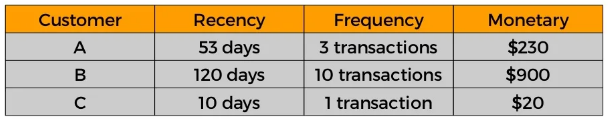 Customer Recency Frequency Monetary
A 53 days 3 transactions $230
B 120 days 10 transactions $900
C 10 days 1 transaction $20